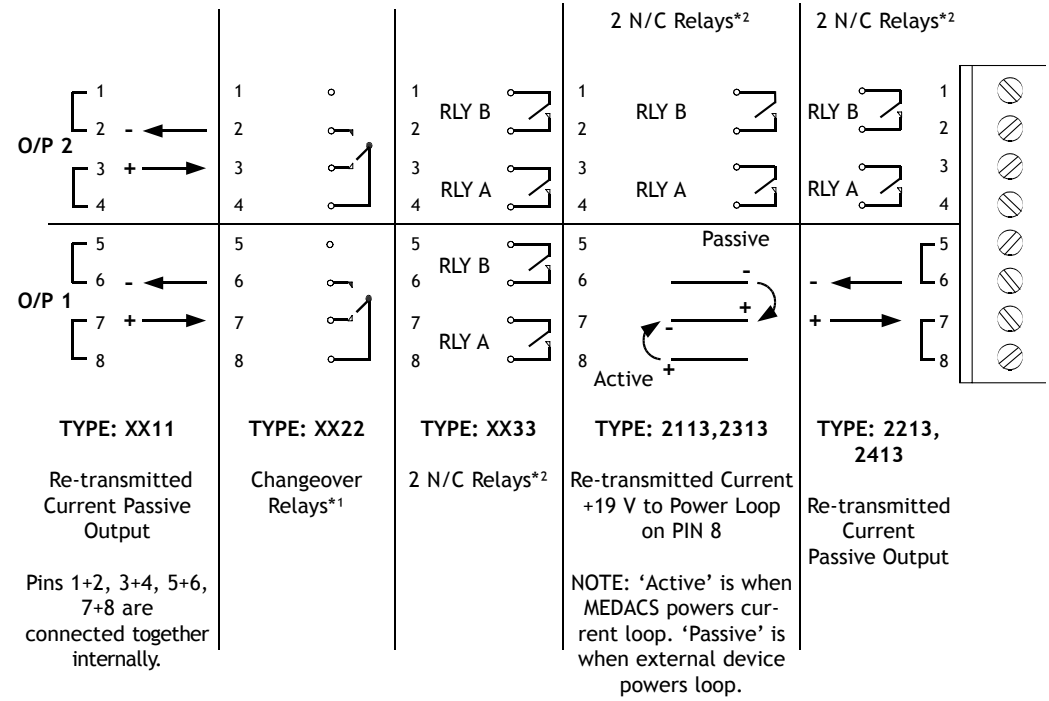 2 N/C Relays*2
2 N/C Relays*2
1
2
O/P 2
-
3
+
4
5
6
-
O/P 1
7
+
8
1
2
3
4
5
6
7
8
1
RLY B
2
3
RLY A
4
5
RLY B
6
7
RLY A
8
1
RLY B
2
3
RLY A
4
5
Passive
6
-
+
7
-
8
Active +
RLY B
1
2
RLY A
3
4
5
-
6
+
7
8
TYPE: XX11
Re-transmitted
Current Passive
Output
Pins 1+2, 3+4, 5+6,
7+8 are
connected together
internally.
TYPE: XX22
Changeover
Relays*1
TYPE: XX33
2 N/C Relays*2
TYPE: 2113,2313
Re-transmitted Current
+19 V to Power Loop
on PIN 8
NOTE: ‘Active’ is when
MEDACS powers cur-
rent loop. ‘Passive’ is
when external device
powers loop.
TYPE: 2213,
2413
Re-transmitted
Current
Passive Output